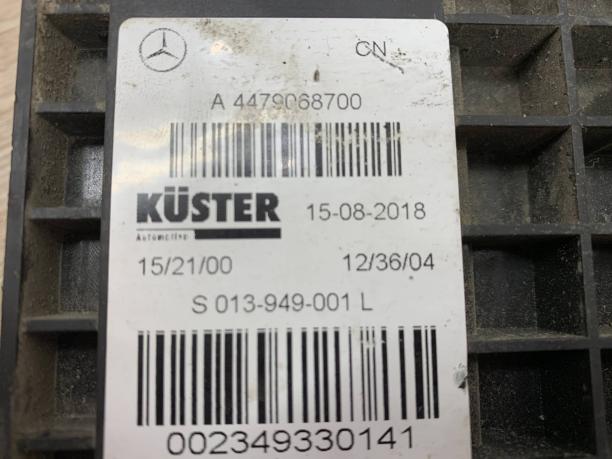 CN
A 4479068700
KÜSTER
Automotive
15-08-2018
15/21/00
12/36/04
S 013-949-001 L
002349330141